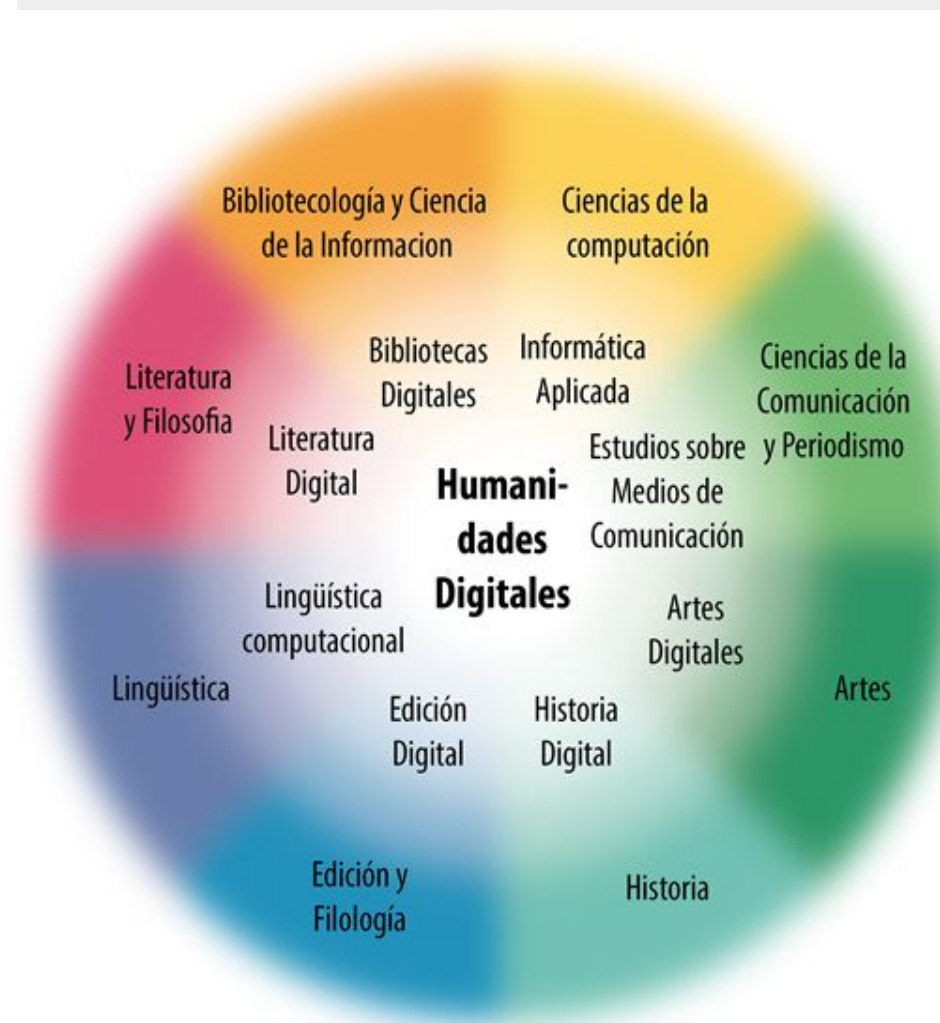 Bibliotecología y Ciencia
de la Informacion
Ciencias de la
computación
Literatura
y Filosofia
Bibliotecas
Digitales
Informática
Aplicada
Ciencias de la
Comunicación
y Periodismo
Literatura
Digital
Humani-
dades
Digitales
Estudios sobre
Medios de
Comunicación
Lingüística
computacional
Artes
Digitales
Lingüística
Edición
Digital
Historia
Digital
Artes
Edición y
Filología
Historia